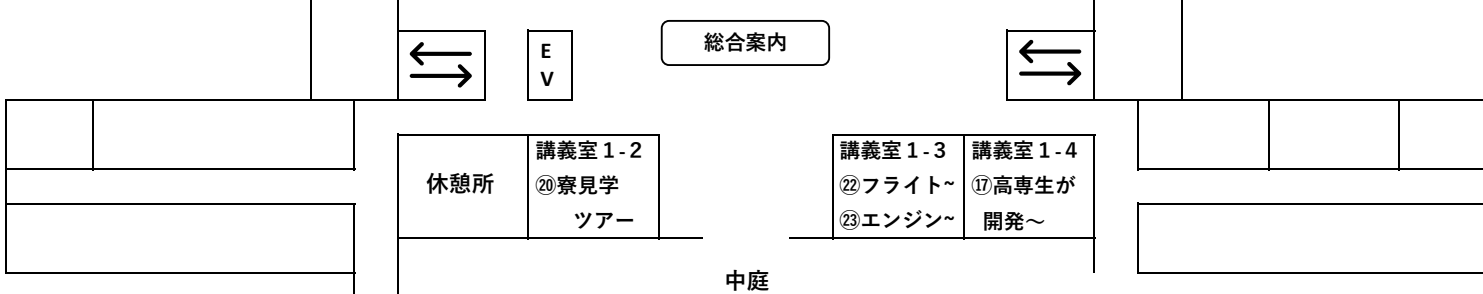 総合案内
E
V
休憩所
講義室1-2
⑳寮見学
ツアー
講義室1-3
㉒フライト~
㉓エンジン~
講義室1-4
⑰高専生が
開発～
中庭